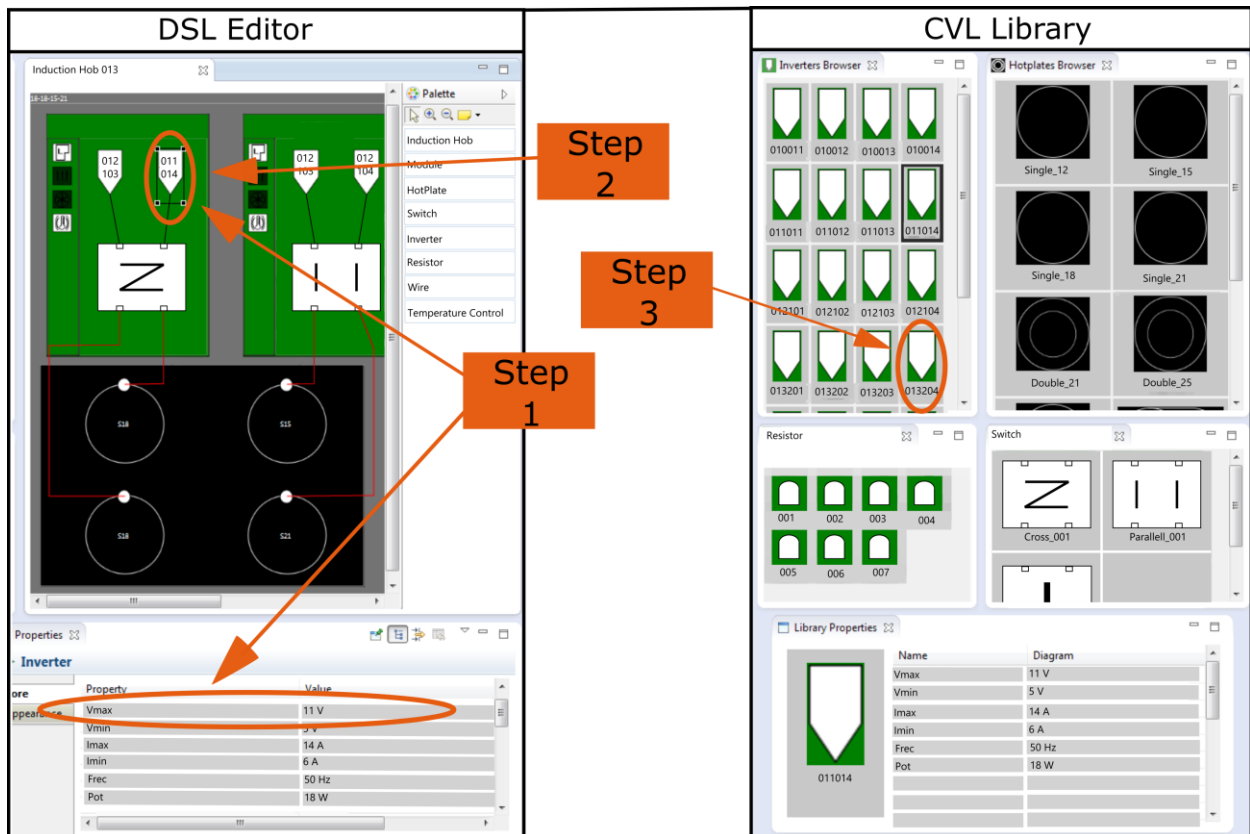 DSL Editor
Induction Hob 013
18-18-15-21
012
103
011
014
012
103
012
104
S18
S15
S18
S21
Palette
Induction Hob
Module
HotPlate
Switch
Inverter
Resistor
Wire
Temperature Control
Properties
Inverter
ore
ppearance
Property Value
Vmax 11 V
Vmin 5 V
Imax 14 A
Imin 6 A
Frec 50 Hz
Pot 18 W
Step
2
Step
3
Step
1
CVL Library
Inverters Browser
010011 010012 010013 010014
011011 011012 011013 011014
012101 012102 012103 012104
013201 013202 013203 013204
Hotplates Browser
Single_12 Single_15
Single_18 Single_21
Double_21 Double_25
Resistor
001 002 003 004
005 006 007
Switch
Cross_001 Parallell_001
Library Properties
011014
Name Diagram
Vmax 11 V
Vmin 5 V
Imax 14 A
Imin 6 A
Frec 50 Hz
Pot 18 W